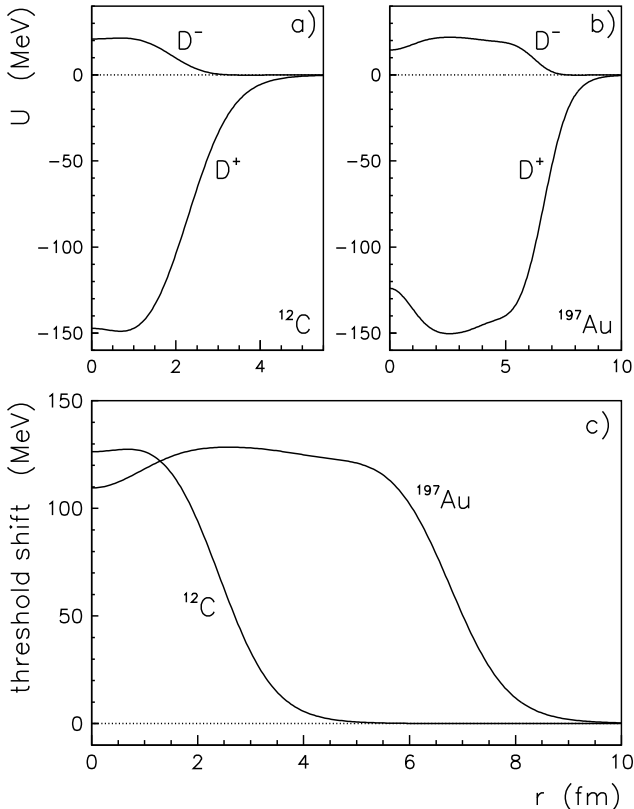 U (MeV)
a)
D⁻
D⁺
¹²C
0
−50
−100
−150
0 2 4
b)
D⁻
D⁺
¹⁹⁷Au
0
−50
−100
−150
0 5 10
threshold shift (MeV)
c)
¹⁹⁷Au
¹²C
150
100
50
0
0 2 4 6 8 10
r (fm)